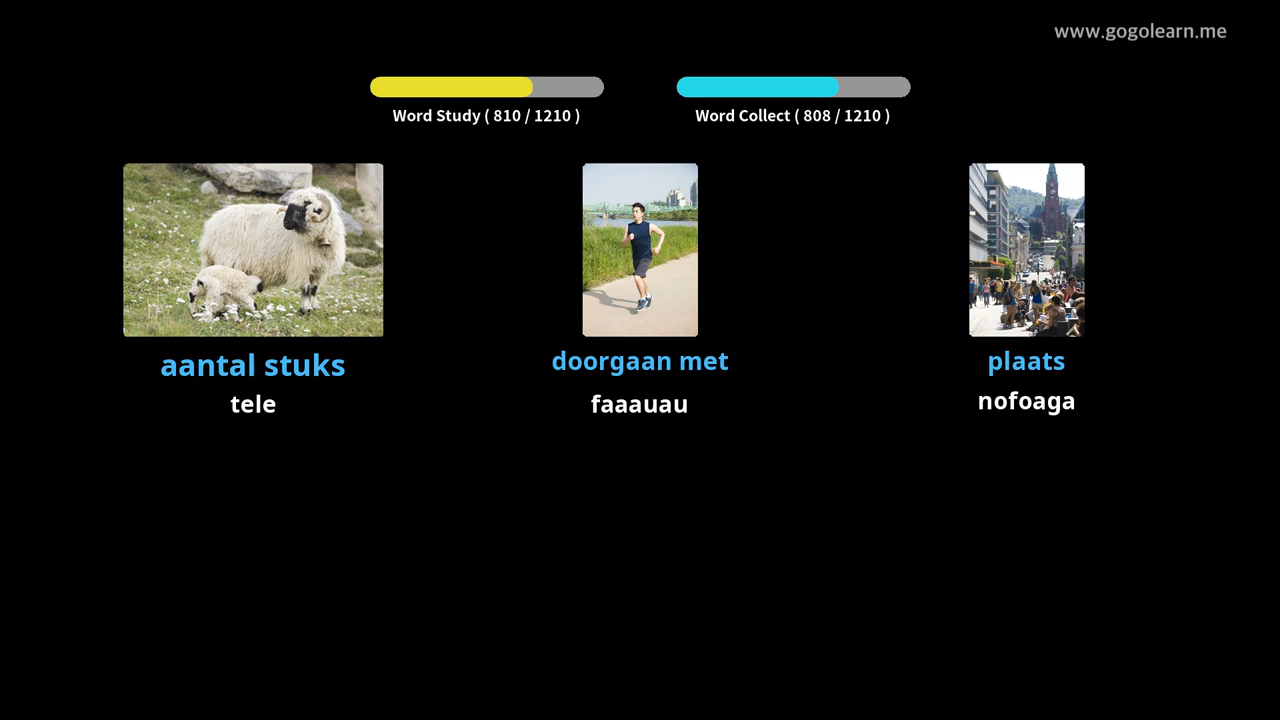 www.gogolearn.me
Word Study ( 810 / 1210 )
Word Collect ( 808 / 1210 )
aantal stuks
tele
doorgaan met
faaauau
plaats
nofoaga